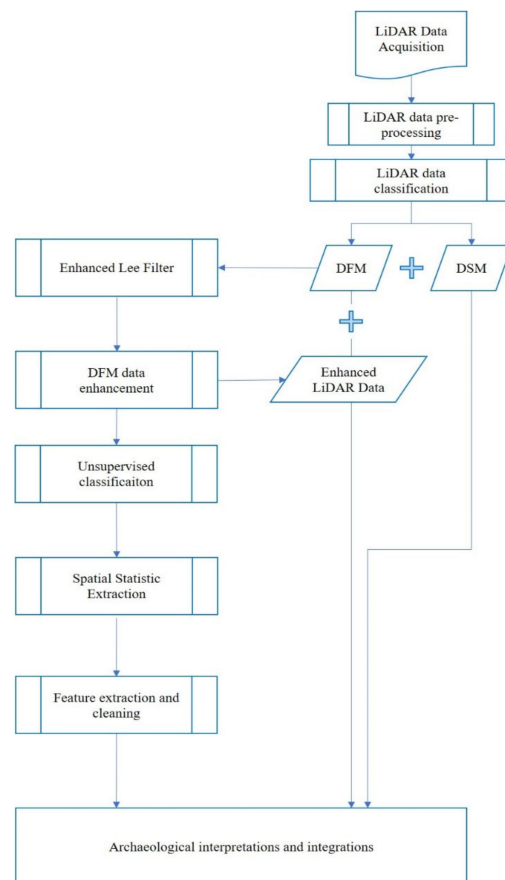 LiDAR Data
Acquisition
LiDAR data pre-
processing
LiDAR data
classification
Enhanced Lee Filter
DFM
DSM
DFM data
enhancement
Enhanced
LiDAR Data
Unsupervised
classificaiton
Spatial Statistic
Extraction
Feature extraction and
cleaning
Archaeological interpretations and integrations